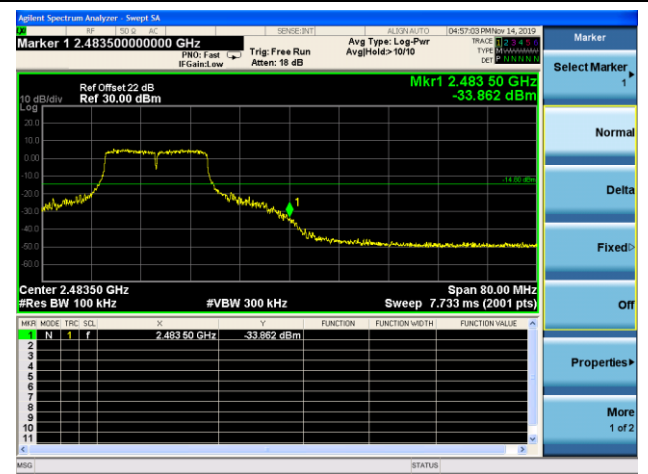 Agilent Spectrum Analyzer - Swept SA
RF 50 Ω AC SENSE:INT ALIGN AUTO 04:57:03 PM Nov 14, 2019
Marker 1 2.483500000000 GHz
PNO: Fast
IFGain:Low
Trig: Free Run
Atten: 18 dB
Avg Type: Log-Pwr
Avg|Hold:>10/10
TRACE 1 2 3 4 5 6
TYPE M
DET P N N N N N
Mkr1 2.483 50 GHz
-33.862 dBm
Ref Offset 22 dB
10 dB/div Ref 30.00 dBm
Log
20.0
10.0
0.00
-10.0
-14.00 dBm
-20.0
1
-30.0
-40.0
-50.0
-60.0
Center 2.48350 GHz Span 80.00 MHz
#Res BW 100 kHz #VBW 300 kHz Sweep 7.733 ms (2001 pts)
MKR MODE TRC SCL X Y FUNCTION FUNCTION WIDTH FUNCTION VALUE
1 N 1 f 2.483 50 GHz -33.862 dBm
2
3
4
5
6
7
8
9
10
11
MSG STATUS
Marker
Select Marker
1
Normal
Delta
Fixed
Off
Properties
More
1 of 2